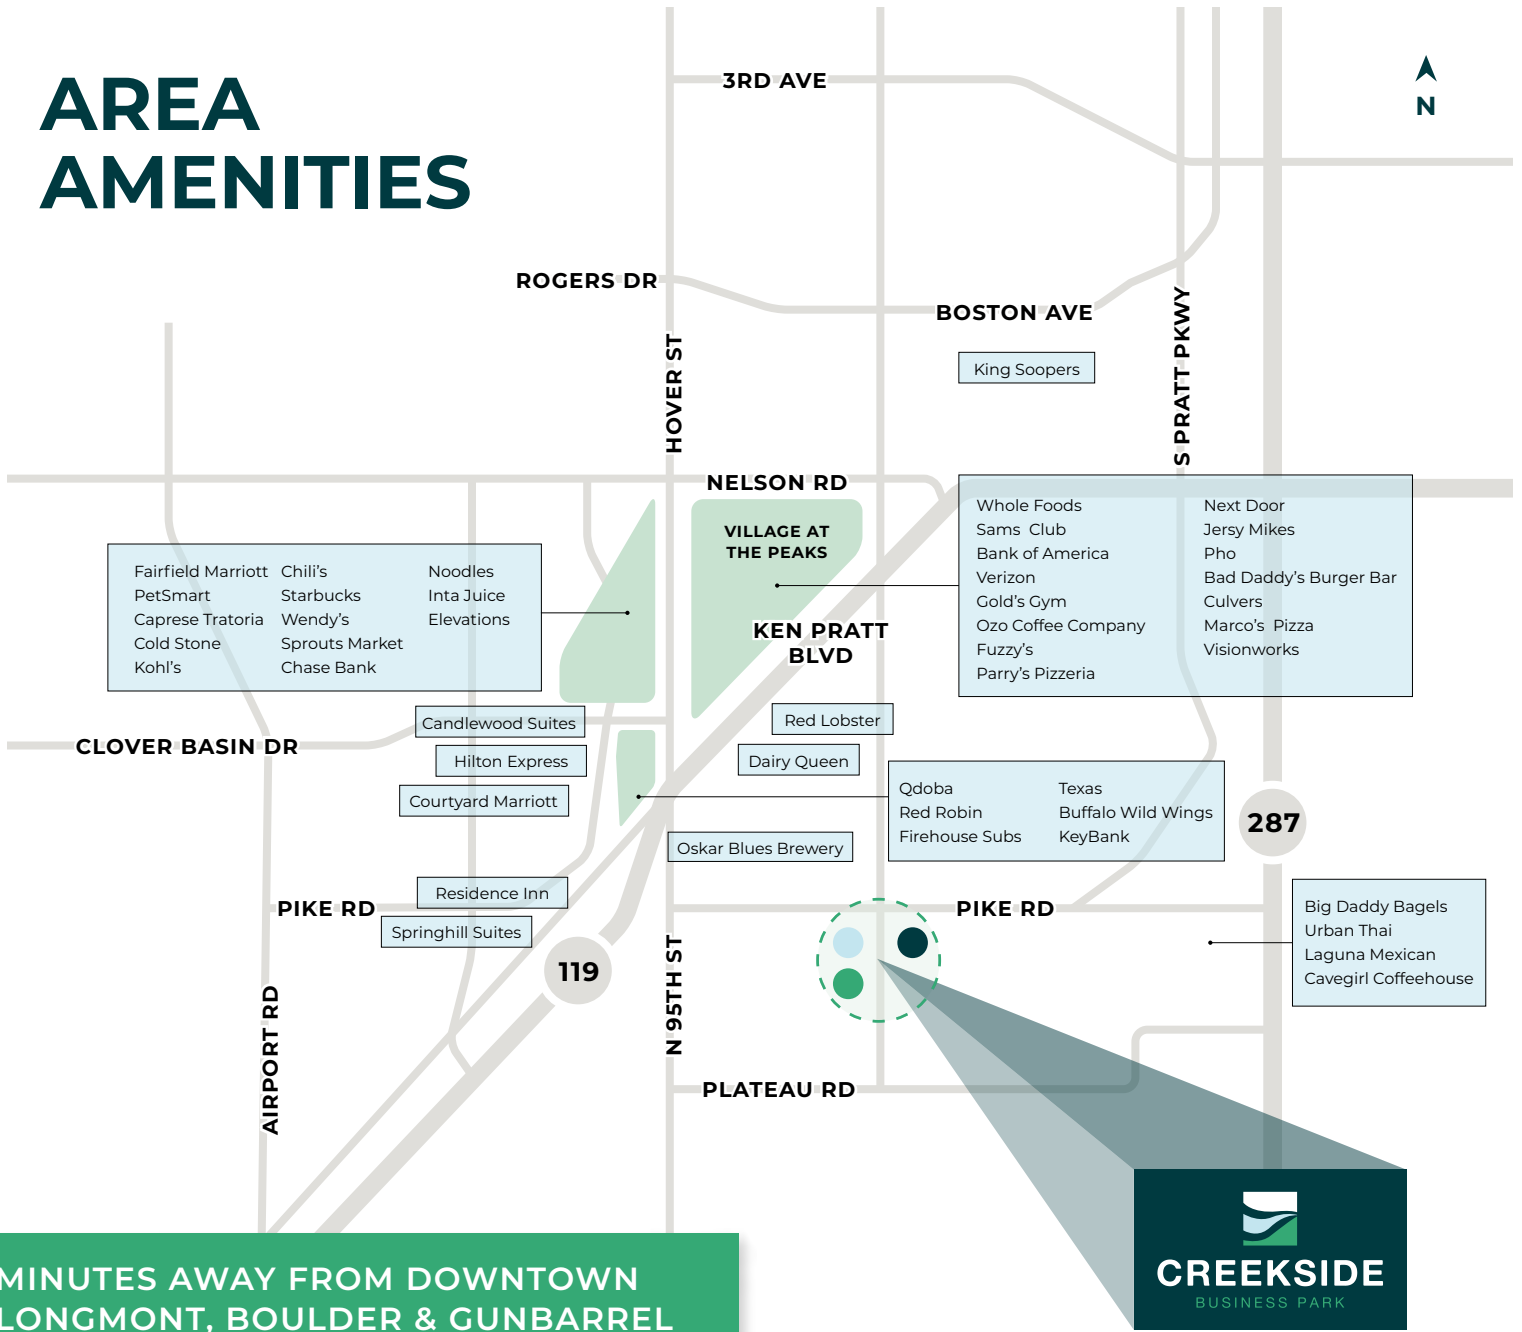 AREA
AMENITIES
N
3RD AVE
ROGERS DR
BOSTON AVE
HOVER ST
S PRATT PKWY
King Soopers
NELSON RD
VILLAGE AT
THE PEAKS
Whole Foods
Sams Club
Bank of America
Verizon
Gold's Gym
Ozo Coffee Company
Fuzzy's
Parry's Pizzeria
Next Door
Jersy Mikes
Pho
Bad Daddy's Burger Bar
Culvers
Marco's Pizza
Visionworks
Fairfield Marriott
PetSmart
Caprese Tratoria
Cold Stone
Kohl's
Chili's
Starbucks
Wendy's
Sprouts Market
Chase Bank
Noodles
Inta Juice
Elevations
KEN PRATT
BLVD
Candlewood Suites
Hilton Express
Courtyard Marriott
CLOVER BASIN DR
Red Lobster
Dairy Queen
Qdoba
Red Robin
Firehouse Subs
Texas
Buffalo Wild Wings
KeyBank
287
Oskar Blues Brewery
Residence Inn
Springhill Suites
PIKE RD
PIKE RD
Big Daddy Bagels
Urban Thai
Laguna Mexican
Cavegirl Coffeehouse
119
N 95TH ST
AIRPORT RD
PLATEAU RD
CREEKSIDE
BUSINESS PARK
MINUTES AWAY FROM DOWNTOWN
LONGMONT, BOULDER & GUNBARREL